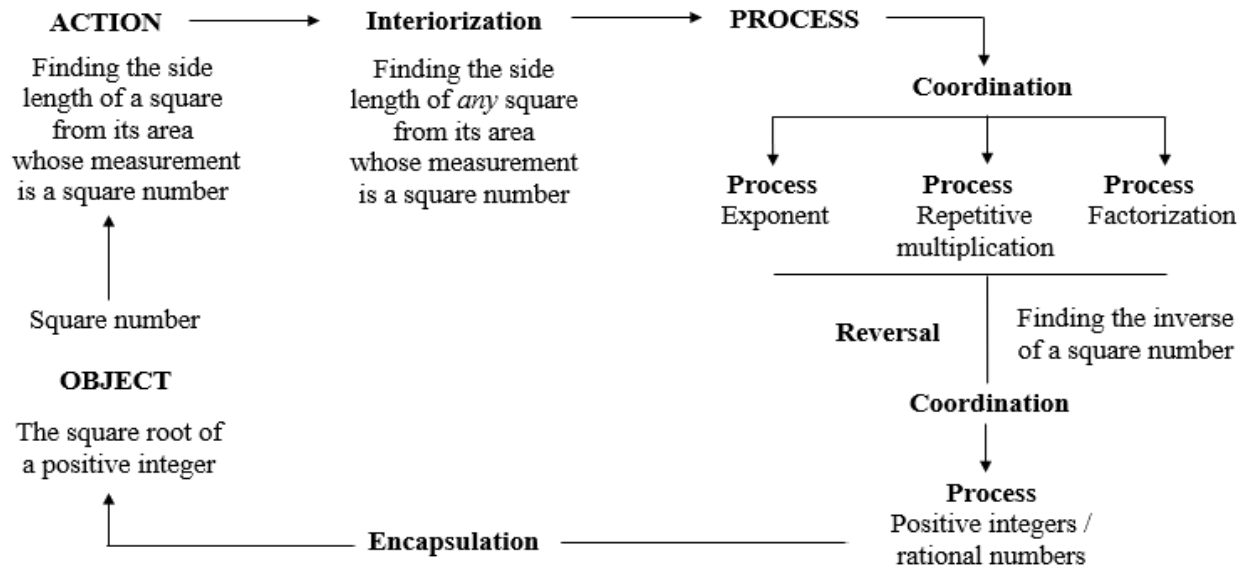 ACTION
Interiorization
PROCESS
Finding the side
length of a square
from its area
whose measurement
is a square number
Finding the side
length of any square
from its area
whose measurement
is a square number
Coordination
Process
Exponent
Process
Repetitive
multiplication
Process
Factorization
Square number
Reversal
Finding the inverse
of a square number
OBJECT
The square root of
a positive integer
Coordination
Process
Positive integers /
rational numbers
Encapsulation